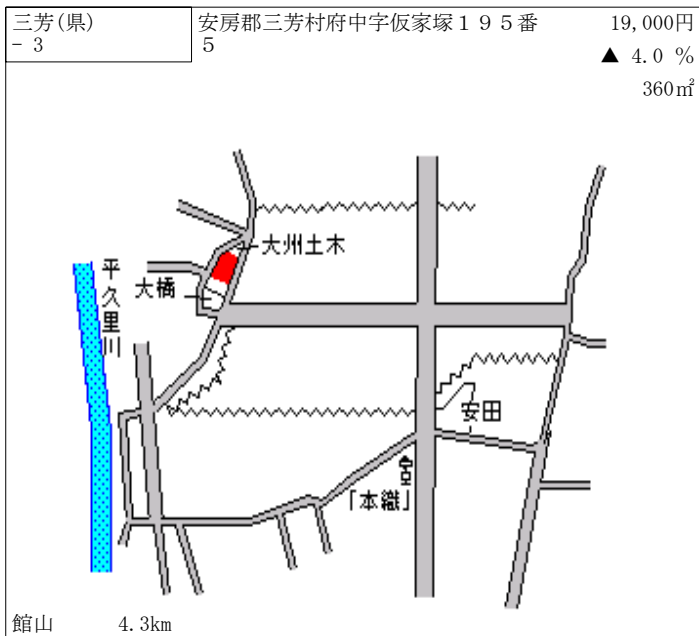 三芳(県)
- 3
安房郡三芳村府中字仮家塚１９５番
5
19,000円
▲ 4.0 %
360㎡
大州土木
大橋
平久里川
安田
「本織」
館山 4.3km